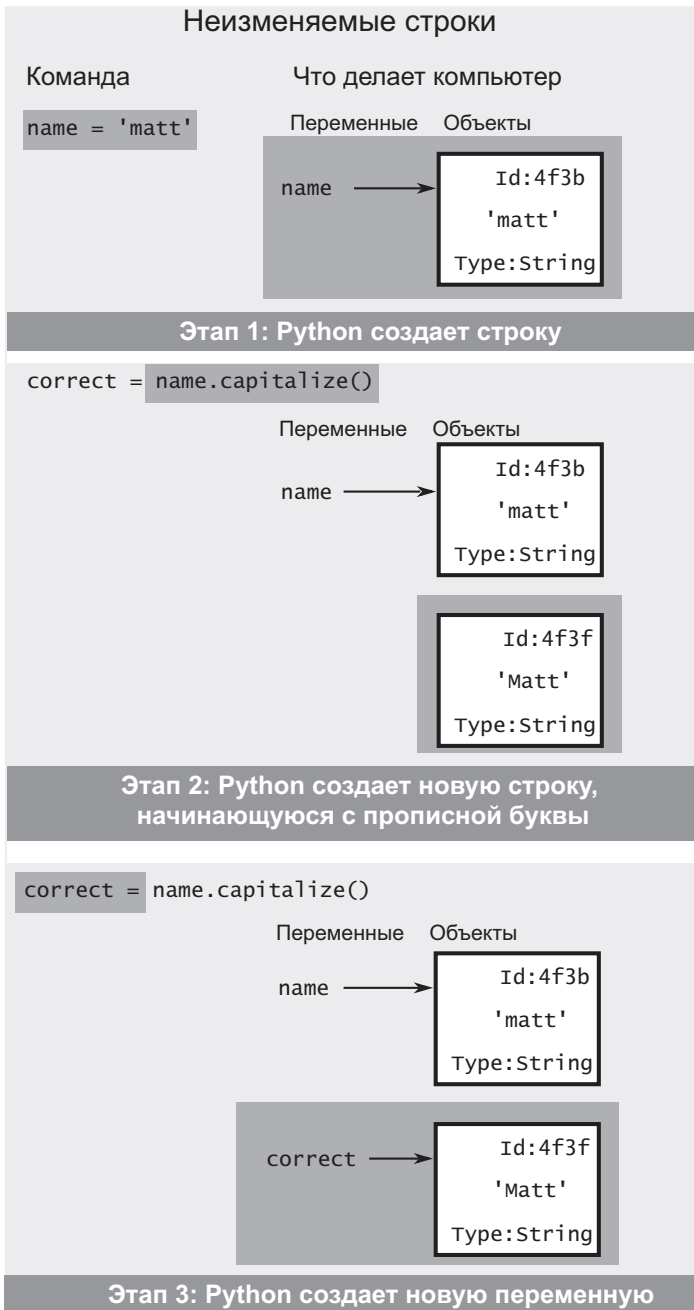 Неизменяемые строки
Команда Что делает компьютер
name = 'matt'
Переменные Объекты
name
Id:4f3b
'matt'
Type:String
Этап 1: Python создает строку
correct = name.capitalize()
Переменные Объекты
name
Id:4f3b
'matt'
Type:String
Id:4f3f
'Matt'
Type:String
Этап 2: Python создает новую строку,
начинающуюся с прописной буквы
correct = name.capitalize()
Переменные Объекты
name
Id:4f3b
'matt'
Type:String
correct
Id:4f3f
'Matt'
Type:String
Этап 3: Python создает новую переменную